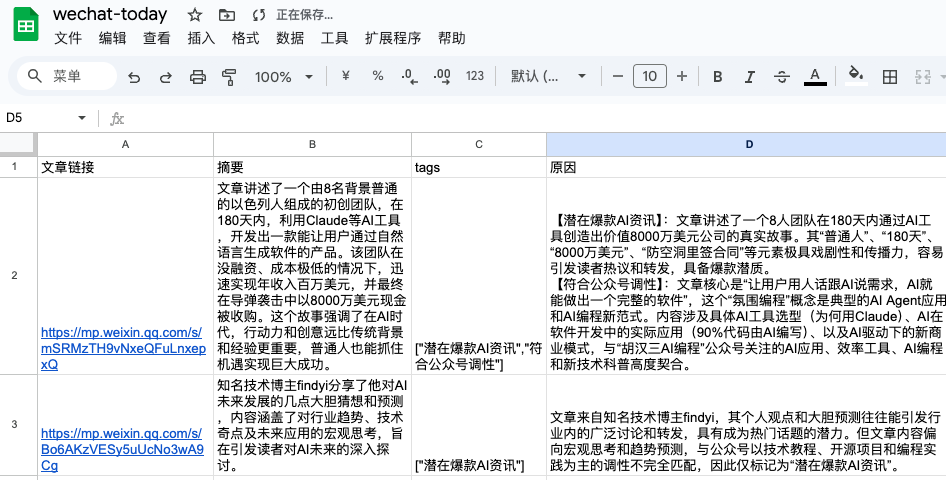 wechat-today 正在保存...
文件 编辑 查看 插入 格式 数据 工具 扩展程序 帮助
菜单 100% ¥ % .0 .00 123 默认 (... − 10 + B I S A
D5 fx
A B C D
1 文章链接 摘要 tags 原因
2
https://mp.weixin.qq.com/s/
mSRMzTH9vNxeQFuLnxep
xQ
文章讲述了一个由8名背景普通
的以色列人组成的初创团队，在
180天内，利用Claude等AI工具
，开发出一款能让用户通过自然
语言生成软件的产品。该团队在
没融资、成本极低的情况下，迅
速实现年收入百万美元，并最终
在导弹袭击中以8000万美元现金
被收购。这个故事强调了在AI时
代，行动力和创意远比传统背景
和经验更重要，普通人也能抓住
机遇实现巨大成功。
["潜在爆款AI资讯","符
合公众号调性"]
【潜在爆款AI资讯】：文章讲述了一个8人团队在180天内通过AI工
具创造出价值8000万美元公司的真实故事。其“普通人”、“180天”、
“8000万美元”、“防空洞里签合同”等元素极具戏剧性和传播力，容易
引发读者热议和转发，具备爆款潜质。
【符合公众号调性】：文章核心是“让用户用人话跟AI说需求，AI就
能做出一个完整的软件”，这个“氛围编程”概念是典型的AI Agent应用
和AI编程新范式。内容涉及具体AI工具选型（为何用Claude）、AI在
软件开发中的实际应用（90%代码由AI编写）、以及AI驱动下的新商
业模式，与“胡汉三AI编程”公众号关注的AI应用、效率工具、AI编程
和新技术科普高度契合。
3
https://mp.weixin.qq.com/s/
Bo6AKzVESy5uUcNo3wA9
Cg
知名技术博主findyi分享了他对AI
未来发展的几点大胆猜想和预测
，内容涵盖了对行业趋势、技术
奇点及未来应用的宏观思考，旨
在引发读者对AI未来的深入探
讨。
["潜在爆款AI资讯"]
文章来自知名技术博主findyi，其个人观点和大胆预测往往能引发行
业内的广泛讨论和转发，具有成为热门话题的潜力。但文章内容偏
向宏观思考和趋势预测，与公众号以技术教程、开源项目和编程实
践为主的调性不完全匹配，因此仅标记为“潜在爆款AI资讯”。